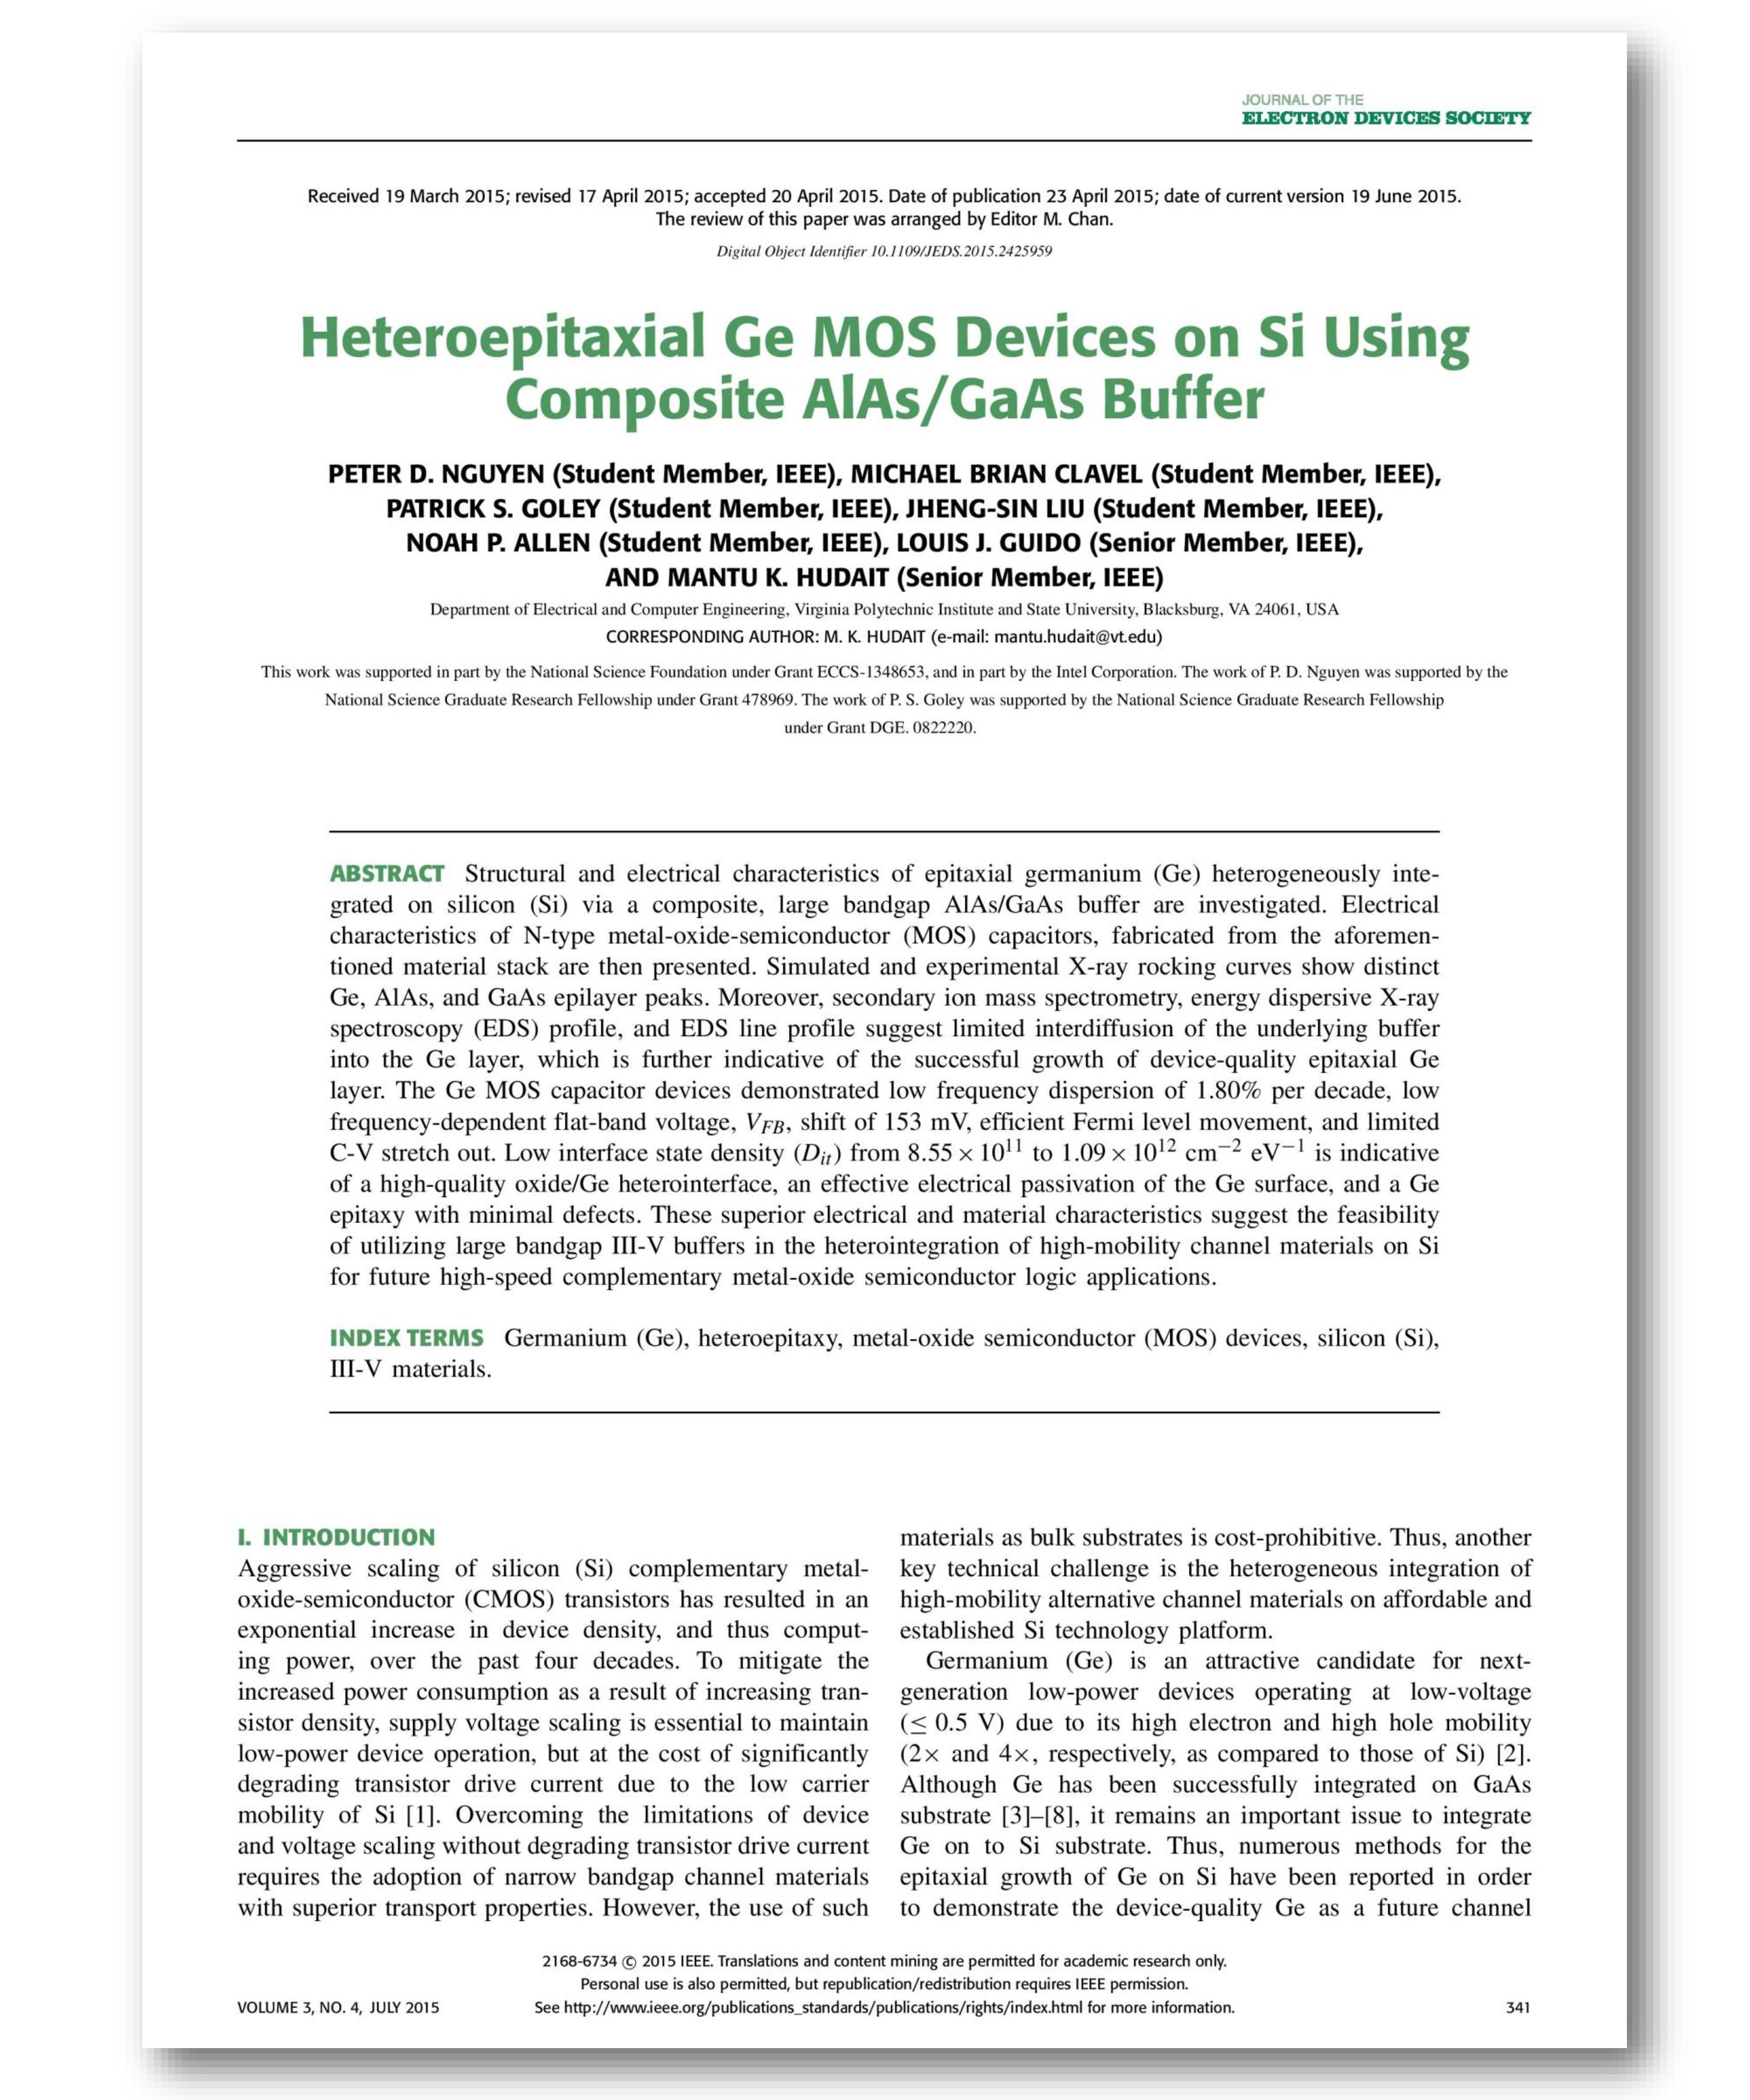 JOURNAL OF THE
ELECTRON DEVICES SOCIETY
Received 19 March 2015; revised 17 April 2015; accepted 20 April 2015. Date of publication 23 April 2015; date of current version 19 June 2015.
The review of this paper was arranged by Editor M. Chan.
Digital Object Identifier 10.1109/JEDS.2015.2425959
Heteroepitaxial Ge MOS Devices on Si Using
Composite AlAs/GaAs Buffer
PETER D. NGUYEN (Student Member, IEEE), MICHAEL BRIAN CLAVEL (Student Member, IEEE),
PATRICK S. GOLEY (Student Member, IEEE), JHENG-SIN LIU (Student Member, IEEE),
NOAH P. ALLEN (Student Member, IEEE), LOUIS J. GUIDO (Senior Member, IEEE),
AND MANTU K. HUDAIT (Senior Member, IEEE)
Department of Electrical and Computer Engineering, Virginia Polytechnic Institute and State University, Blacksburg, VA 24061, USA
CORRESPONDING AUTHOR: M. K. HUDAIT (e-mail: mantu.hudait@vt.edu)
This work was supported in part by the National Science Foundation under Grant ECCS-1348653, and in part by the Intel Corporation. The work of P. D. Nguyen was supported by the
National Science Graduate Research Fellowship under Grant 478969. The work of P. S. Goley was supported by the National Science Graduate Research Fellowship
under Grant DGE. 0822220.
ABSTRACT Structural and electrical characteristics of epitaxial germanium (Ge) heterogeneously inte-
grated on silicon (Si) via a composite, large bandgap AlAs/GaAs buffer are investigated. Electrical
characteristics of N-type metal-oxide-semiconductor (MOS) capacitors, fabricated from the aforemen-
tioned material stack are then presented. Simulated and experimental X-ray rocking curves show distinct
Ge, AlAs, and GaAs epilayer peaks. Moreover, secondary ion mass spectrometry, energy dispersive X-ray
spectroscopy (EDS) profile, and EDS line profile suggest limited interdiffusion of the underlying buffer
into the Ge layer, which is further indicative of the successful growth of device-quality epitaxial Ge
layer. The Ge MOS capacitor devices demonstrated low frequency dispersion of 1.80% per decade, low
frequency-dependent flat-band voltage, V_FB, shift of 153 mV, efficient Fermi level movement, and limited
C-V stretch out. Low interface state density (D_it) from 8.55 × 10¹¹ to 1.09 × 10¹² cm⁻² eV⁻¹ is indicative
of a high-quality oxide/Ge heterointerface, an effective electrical passivation of the Ge surface, and a Ge
epitaxy with minimal defects. These superior electrical and material characteristics suggest the feasibility
of utilizing large bandgap III-V buffers in the heterointegration of high-mobility channel materials on Si
for future high-speed complementary metal-oxide semiconductor logic applications.
INDEX TERMS Germanium (Ge), heteroepitaxy, metal-oxide semiconductor (MOS) devices, silicon (Si),
III-V materials.
I. INTRODUCTION
Aggressive scaling of silicon (Si) complementary metal-
oxide-semiconductor (CMOS) transistors has resulted in an
exponential increase in device density, and thus comput-
ing power, over the past four decades. To mitigate the
increased power consumption as a result of increasing tran-
sistor density, supply voltage scaling is essential to maintain
low-power device operation, but at the cost of significantly
degrading transistor drive current due to the low carrier
mobility of Si [1]. Overcoming the limitations of device
and voltage scaling without degrading transistor drive current
requires the adoption of narrow bandgap channel materials
with superior transport properties. However, the use of such
materials as bulk substrates is cost-prohibitive. Thus, another
key technical challenge is the heterogeneous integration of
high-mobility alternative channel materials on affordable and
established Si technology platform.
Germanium (Ge) is an attractive candidate for next-
generation low-power devices operating at low-voltage
(≤ 0.5 V) due to its high electron and high hole mobility
(2× and 4×, respectively, as compared to those of Si) [2].
Although Ge has been successfully integrated on GaAs
substrate [3]–[8], it remains an important issue to integrate
Ge on to Si substrate. Thus, numerous methods for the
epitaxial growth of Ge on Si have been reported in order
to demonstrate the device-quality Ge as a future channel
2168-6734 © 2015 IEEE. Translations and content mining are permitted for academic research only.
Personal use is also permitted, but republication/redistribution requires IEEE permission.
VOLUME 3, NO. 4, JULY 2015 See http://www.ieee.org/publications_standards/publications/rights/index.html for more information. 341